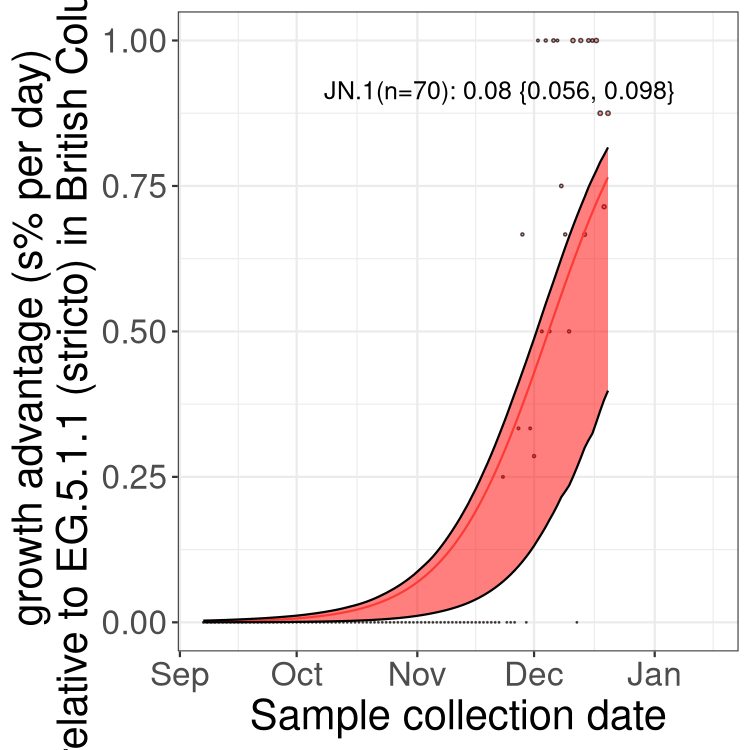 growth advantage (s% per day)
relative to EG.5.1.1 (stricto) in British
1.00
JN.1(n=70): 0.08 {0.056, 0.098}
0.75
0.50
0.25
0.00
Sep Oct Nov Dec Jan
Sample collection date